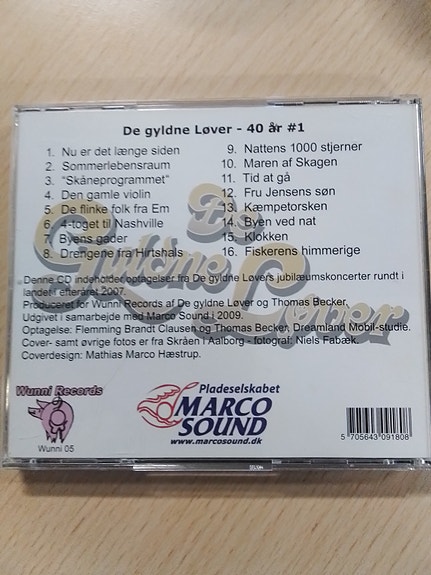 De gyldne Løver - 40 år #1
1. Nu er det længe siden
2. Sommerlebensraum
3. "Skåneprogrammet"
4. Den gamle violin
5. De flinke folk fra Em
6. 4-toget til Nashville
7. Byens gader
8. Drengene fra Hirtshals
9. Nattens 1000 stjerner
10. Maren af Skagen
11. Tid at gå
12. Fru Jensens søn
13. Kæmpetorsken
14. Byen ved nat
15. Klokken
16. Fiskerens himmerige
De
Gyldne
Løver
Denne CD indeholder optagelser fra De gyldne Løvers jubilæumskoncerter rundt i
landet i efteråret 2007.
Produceret for Wunni Records af De gyldne Løver og Thomas Becker.
Udgivet i samarbejde med Marco Sound i 2009.
Optagelse: Flemming Brandt Clausen og Thomas Becker, Dreamland Mobil-studie.
Cover- samt øvrige fotos er fra Skråen i Aalborg - fotograf: Niels Fabæk.
Coverdesign: Mathias Marco Hæstrup.
Wunni Records
Wunni 05
Pladeselskabet
MARCO
SOUND
www.marcosound.dk
5 705643 091808